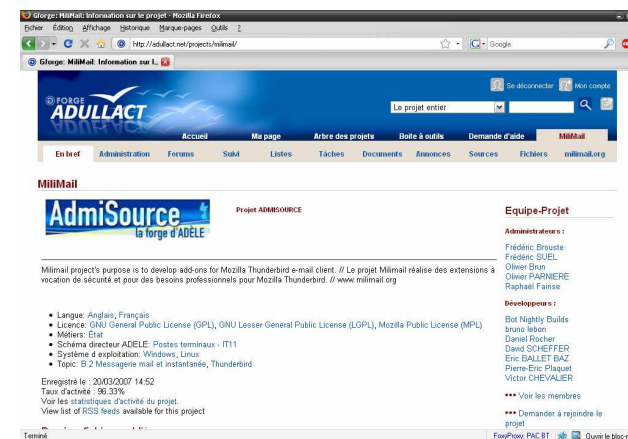 Gforge: MiliMail: Information sur le projet - Mozilla Firefox
Fichier Édition Affichage Historique Marque-pages Outils ?
http://adullact.net/projects/milimail/
Google
Gforge: MiliMail: Information sur l...
Se déconnecter Mon compte
FORGE
ADULLACT
Le projet entier
Accueil Ma page Arbre des projets Boite à outils Demande d'aide MiliMail
En bref Administration Forums Suivi Listes Tâches Documents Annonces Sources Fichiers milimail.org
MiliMail
AdmiSource
la forge d'ADÈLE
Projet ADMISOURCE
Milimail project's purpose is to develop add-ons for Mozilla Thunderbird e-mail client. // Le projet Milimail réalise des extensions à
vocation de sécurité et pour des besoins professionnels pour Mozilla Thunderbird. // www.milimail.org
Langue: Anglais, Français
Licence: GNU General Public License (GPL), GNU Lesser General Public License (LGPL), Mozilla Public License (MPL)
Métiers: État
Schéma directeur ADELE: Postes terminaux - IT11
Système d exploitation: Windows, Linux
Topic: B.2 Messagerie mail et instantanée, Thunderbird
Enregistré le : 20/03/2007 14:52
Taux d'activité : 96.33%
Voir les statistiques d'activité du projet.
View list of RSS feeds available for this project
Equipe-Projet
Administrateurs :
Frédéric Brouste
Frédéric SUEL
Olivier Brun
Olivier PARNIERE
Raphaël Fairise
Développeurs :
Bot Nightly Builds
bruno lebon
Daniel Rocher
David SCHEFFER
Eric BALLET BAZ
Pierre-Eric Plaquet
Victor CHEVALIER
••• Voir les membres
••• Demander à rejoindre le
projet
Terminé
FoxyProxy: PAC BT
Ouvrir le bloc-n